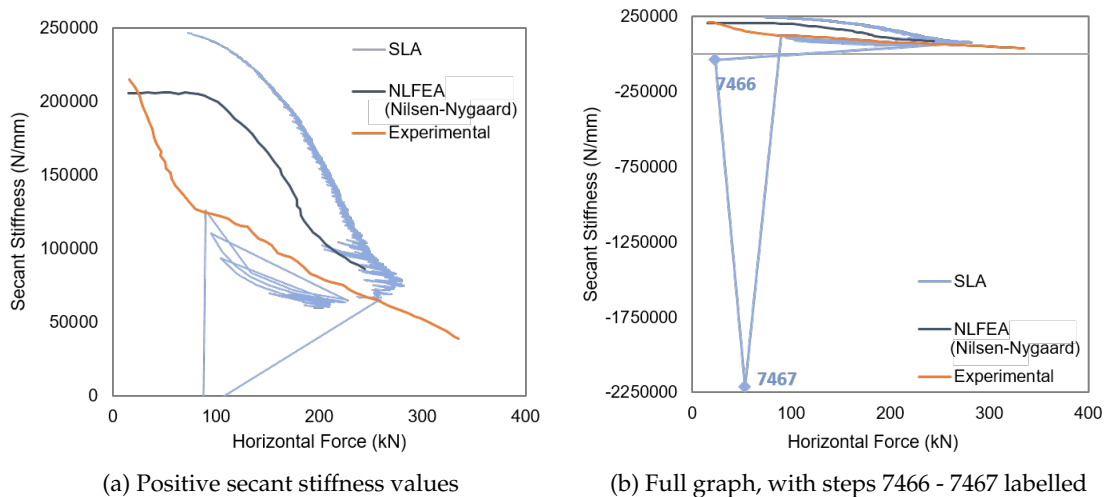 250000
200000
150000
100000
50000
0
Secant Stiffness (N/mm)
SLA
NLFEA
(Nilsen-Nygaard)
Experimental
0
100
200
300
400
Horizontal Force (kN)
(a) Positive secant stiffness values
250000
-250000
-750000
-1250000
-1750000
-2250000
Secant Stiffness (N/mm)
7466
7467
SLA
NLFEA
(Nilsen-Nygaard)
Experimental
0
100
200
300
400
Horizontal Force (kN)
(b) Full graph, with steps 7466 - 7467 labelled